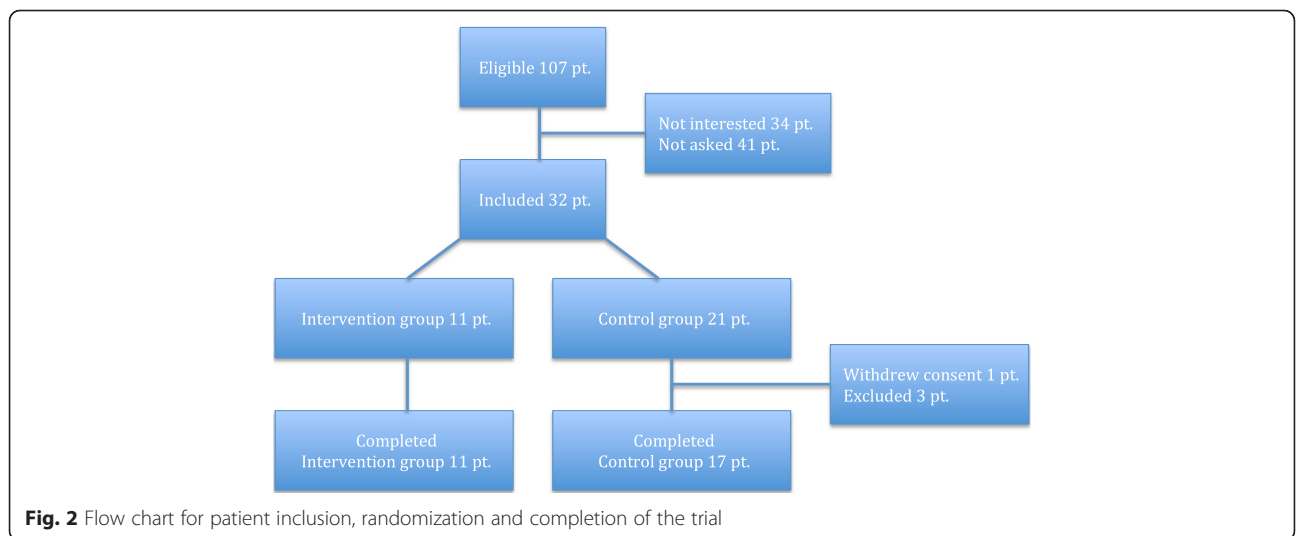 Eligible 107 pt.
Not interested 34 pt.
Not asked 41 pt.
Included 32 pt.
Intervention group 11 pt.
Control group 21 pt.
Withdrew consent 1 pt.
Excluded 3 pt.
Completed
Intervention group 11 pt.
Completed
Control group 17 pt.
Fig. 2 Flow chart for patient inclusion, randomization and completion of the trial